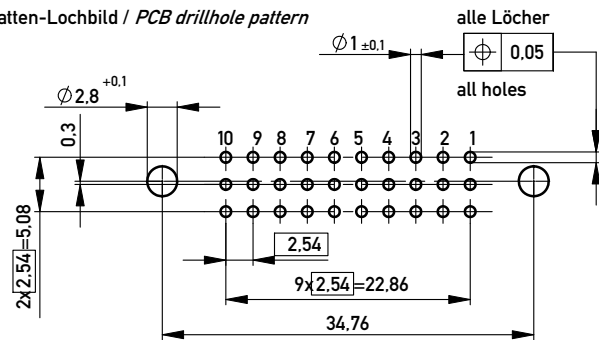 atten-Lochbild / PCB drillhole pattern
alle Löcher
Ø1 ±0,1
0,05
all holes
Ø2,8 +0,1
0,3
10 9 8 7 6 5 4 3 2 1
2x2,54=5,08
2,54
9x2,54=22,86
34,76